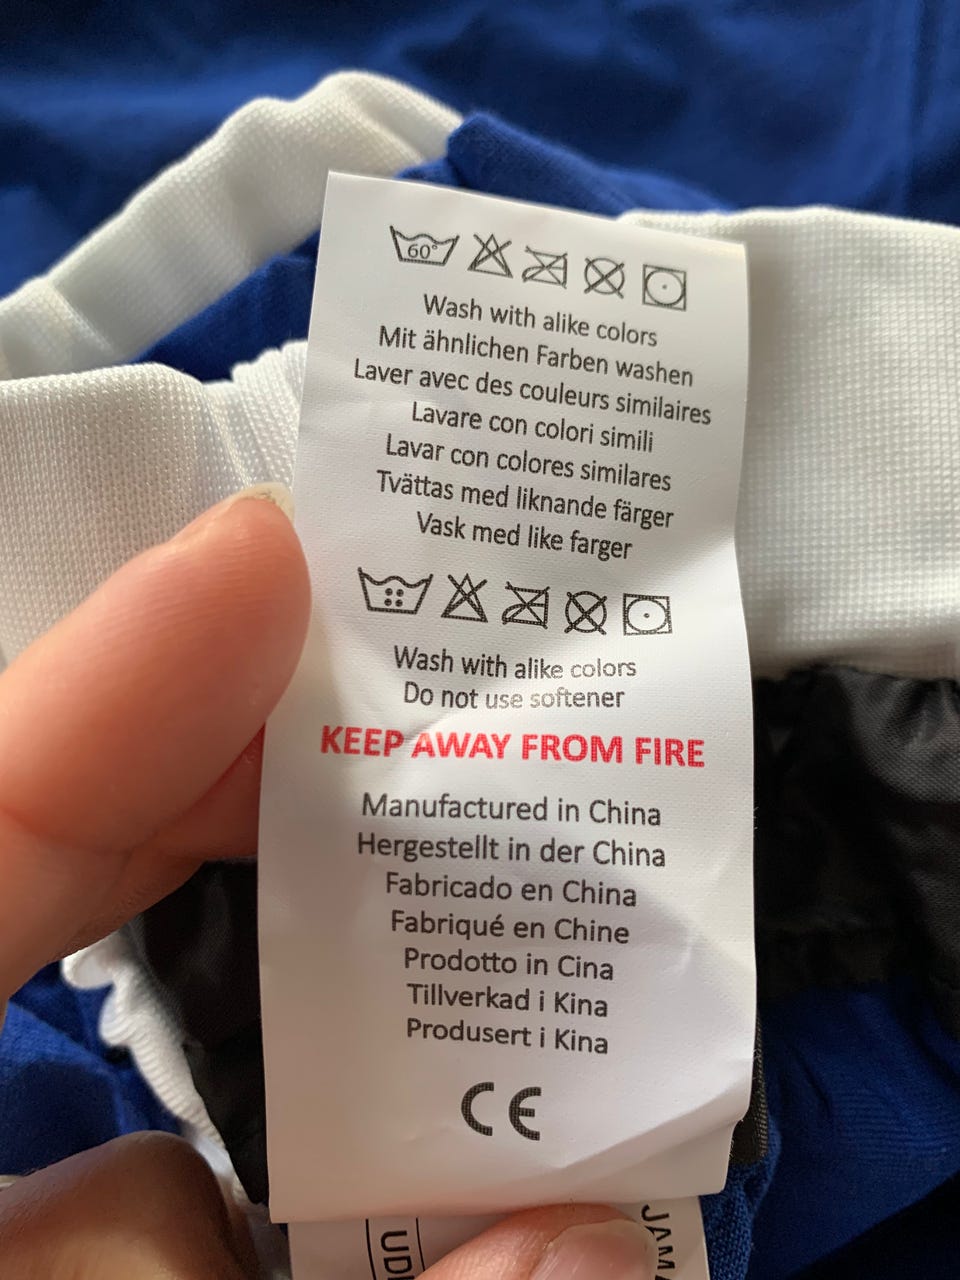 60°
Wash with alike colors
Mit ähnlichen Farben washen
Laver avec des couleurs similaires
Lavare con colori simili
Lavar con colores similares
Tvättas med liknande färger
Vask med like farger
Wash with alike colors
Do not use softener
KEEP AWAY FROM FIRE
Manufactured in China
Hergestellt in der China
Fabricado en China
Fabriqué en Chine
Prodotto in Cina
Tillverkad i Kina
Produsert i Kina
CE